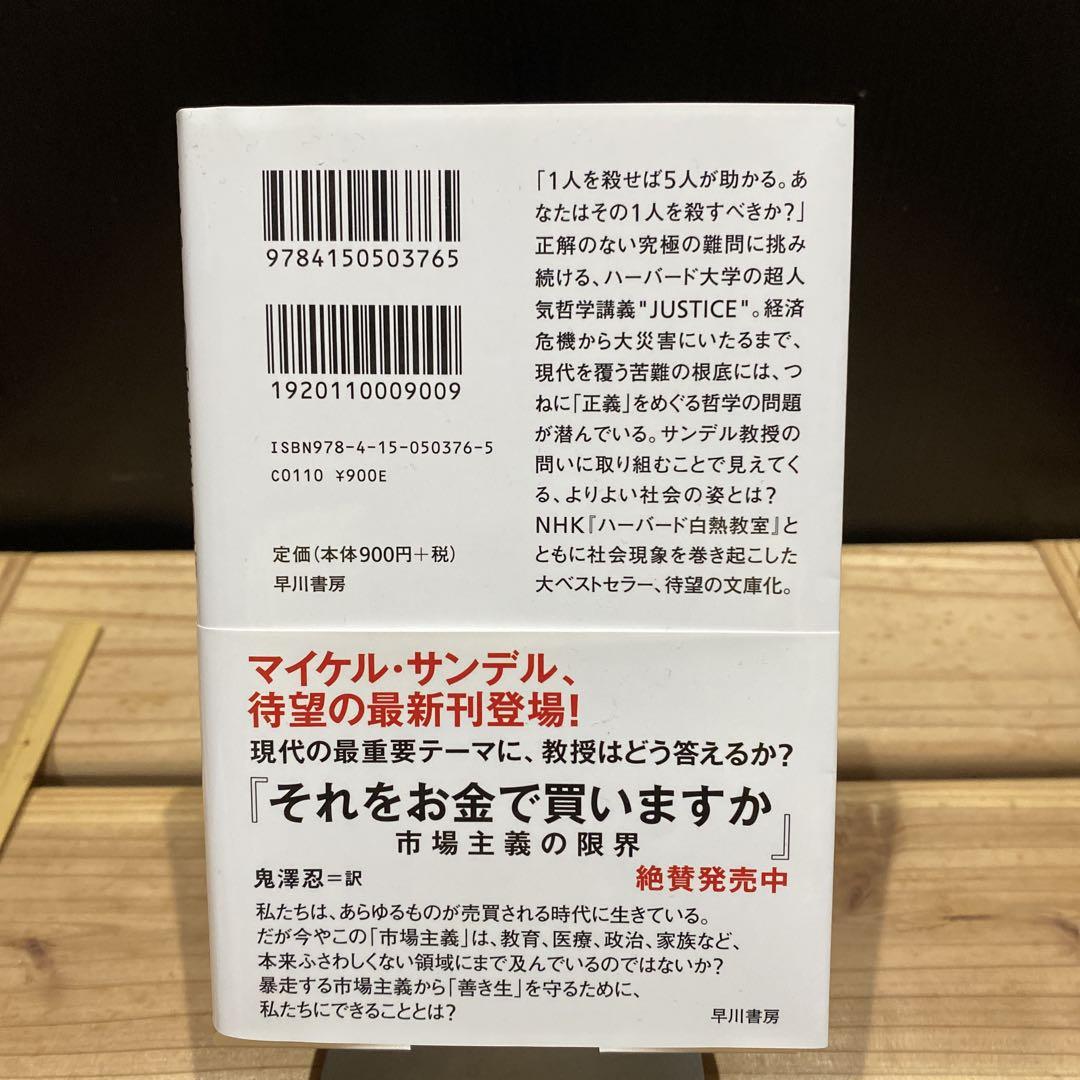 9784150503765
1920110009009
ISBN978-4-15-050376-5
C0110 ¥900E
定価(本体900円+税)
早川書房
「1人を殺せば5人が助かる。あ
なたはその1人を殺すべきか?」
正解のない究極の難問に挑み
続ける、ハーバード大学の超人
気哲学講義"JUSTICE"。経済
危機から大災害にいたるまで、
現代を覆う苦難の根底には、つ
ねに「正義」をめぐる哲学の問題
が潜んでいる。サンデル教授の
問いに取り組むことで見えてく
る、よりよい社会の姿とは?
NHK『ハーバード白熱教室』と
ともに社会現象を巻き起こした
大ベストセラー、待望の文庫化。
マイケル・サンデル、
待望の最新刊登場!
現代の最重要テーマに、教授はどう答えるか?
『それをお金で買いますか
市場主義の限界』
鬼澤忍=訳
絶賛発売中
私たちは、あらゆるものが売買される時代に生きている。
だが今やこの「市場主義」は、教育、医療、政治、家族など、
本来ふさわしくない領域にまで及んでいるのではないか?
暴走する市場主義から「善き生」を守るために、
私たちにできることとは?
早川書房